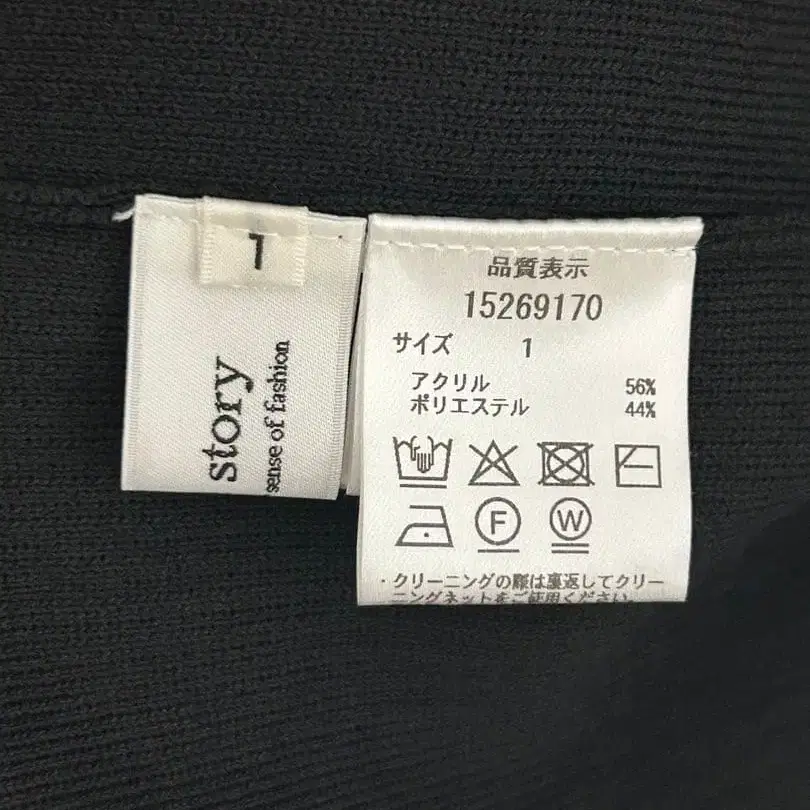 1
story
sense of fashion
品質表示
15269170
サイズ 1
アクリル 56%
ポリエステル 44%
F W
・クリーニングの際は裏返してクリー
ニングネットをご使用ください。